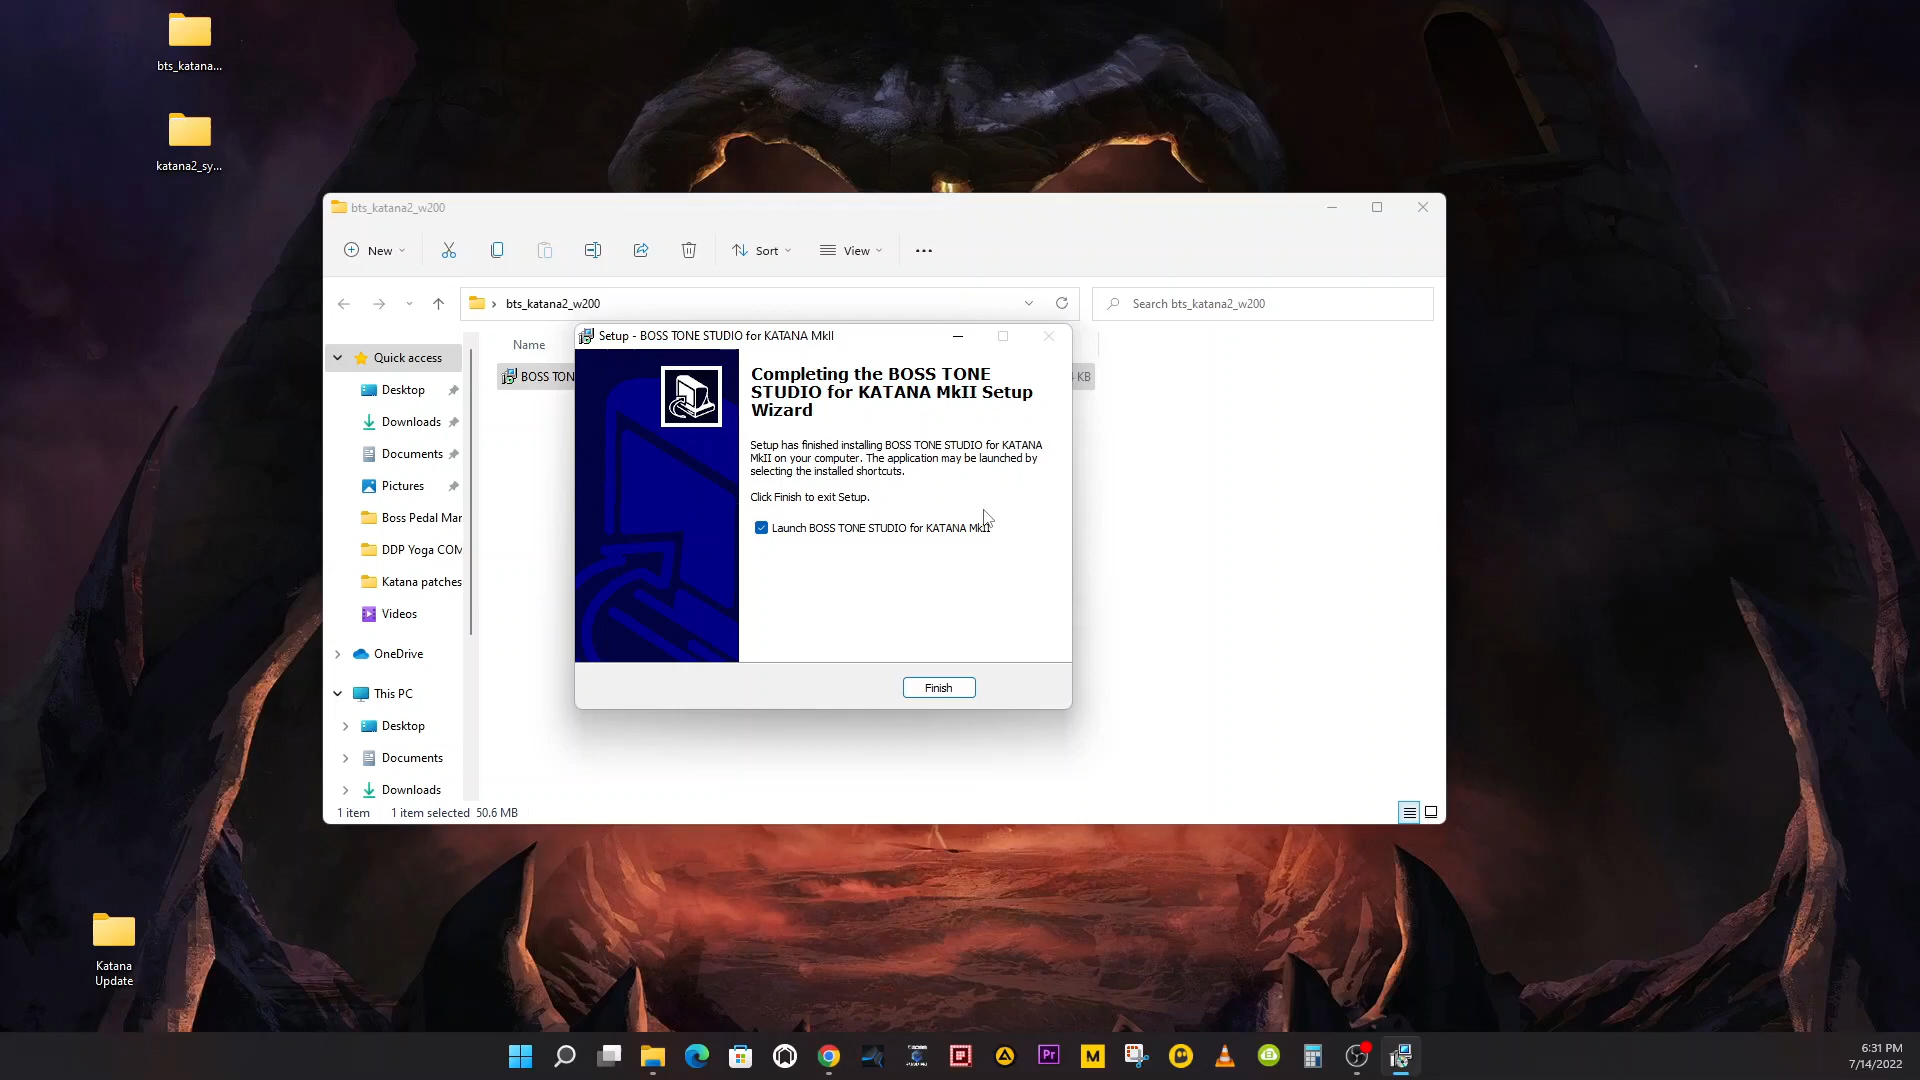 bts_katana...
katana2_sy...
bts_katana2_w200
New
Sort
View
bts_katana2_w200
Search bts_katana2_w200
Name
BOSS TON
KB
Quick access
Desktop
Downloads
Documents
Pictures
Boss Pedal Mar
DDP Yoga COM
Katana patches
Videos
OneDrive
This PC
Desktop
Documents
Downloads
Setup - BOSS TONE STUDIO for KATANA MkII
Completing the BOSS TONE
STUDIO for KATANA MkII Setup
Wizard
Setup has finished installing BOSS TONE STUDIO for KATANA
MkII on your computer. The application may be launched by
selecting the installed shortcuts.
Click Finish to exit Setup.
Launch BOSS TONE STUDIO for KATANA MkII
Finish
1 item 1 item selected 50.6 MB
Katana
Update
Pr
M
6:31 PM
7/14/2022